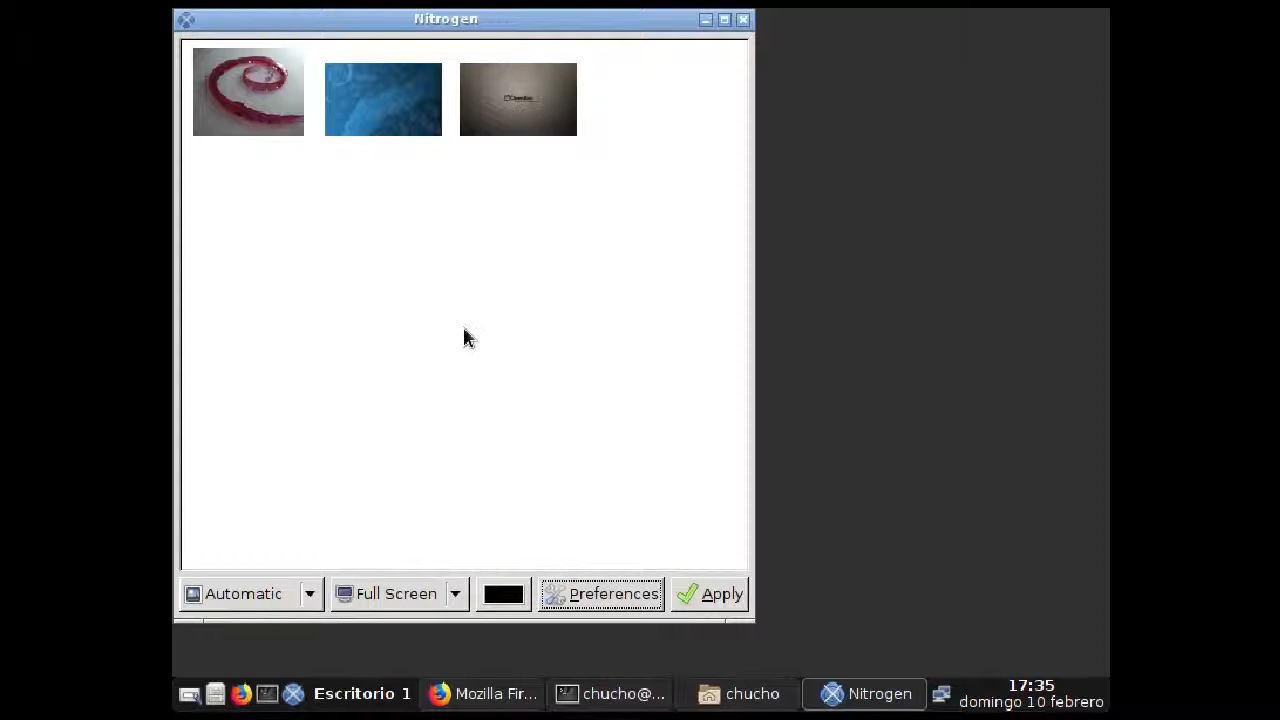 Nitrogen
Automatic
Full Screen
Preferences
Apply
Escritorio 1
Mozilla Fir...
chucho@_...
chucho
Nitrogen
17:35
domingo 10 febrero